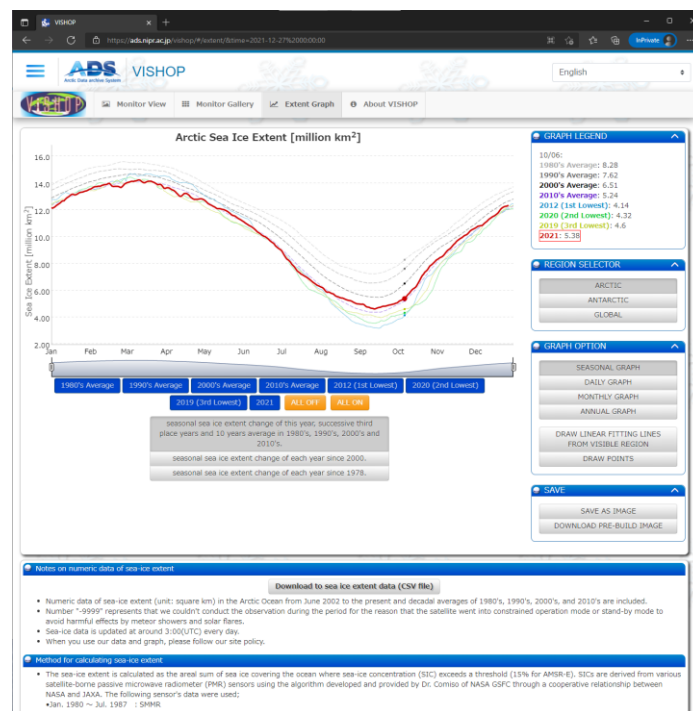 VISHOP
https://ads.nipr.ac.jp/vishop/#/extent/&time=2021-12-27%2000:00:00
InPrivate
ADS
Arctic Data archive System
VISHOP
English
VISHOP
Monitor View
Monitor Gallery
Extent Graph
About VISHOP
Arctic Sea Ice Extent [million km²]
Sea Ice Extent [million km²]
16.0
14.0
12.0
10.0
8.00
6.00
4.00
2.00
Jan Feb Mar Apr May Jun Jul Aug Sep Oct Nov Dec
1980's Average 1990's Average 2000's Average 2010's Average 2012 (1st Lowest) 2020 (2nd Lowest)
2019 (3rd Lowest) 2021 ALL OFF ALL ON
seasonal sea ice extent change of this year, successive third
place years and 10 years average in 1980's, 1990's, 2000's and
2010's.
seasonal sea ice extent change of each year since 2000.
seasonal sea ice extent change of each year since 1978.
GRAPH LEGEND
10/06:
1980's Average: 8.28
1990's Average: 7.62
2000's Average: 6.51
2010's Average: 5.24
2012 (1st Lowest): 4.14
2020 (2nd Lowest): 4.32
2019 (3rd Lowest): 4.6
2021: 5.38
REGION SELECTOR
ARCTIC
ANTARCTIC
GLOBAL
GRAPH OPTION
SEASONAL GRAPH
DAILY GRAPH
MONTHLY GRAPH
ANNUAL GRAPH
DRAW LINEAR FITTING LINES
FROM VISIBLE REGION
DRAW POINTS
SAVE
SAVE AS IMAGE
DOWNLOAD PRE-BUILD IMAGE
Notes on numeric data of sea-ice extent
Download to sea ice extent data (CSV file)
• Numeric data of sea-ice extent (unit: square km) in the Arctic Ocean from June 2002 to the present and decadal averages of 1980's, 1990's, 2000's, and 2010's are included.
• Number "-9999" represents that we couldn't conduct the observation during the period for the reason that the satellite went into constrained operation mode or stand-by mode to
avoid harmful effects by meteor showers and solar flares.
• Sea-ice data is updated at around 3:00(UTC) every day.
• When you use our data and graph, please follow our site policy.
Method for calculating sea-ice extent
• The sea-ice extent is calculated as the areal sum of sea ice covering the ocean where sea-ice concentration (SIC) exceeds a threshold (15% for AMSR-E). SICs are derived from various
satellite-borne passive microwave radiometer (PMR) sensors using the algorithm developed and provided by Dr. Comiso of NASA GSFC through a cooperative relationship between
NASA and JAXA. The following sensor's data were used;
•Jan. 1980 ～ Jul. 1987 : SMMR